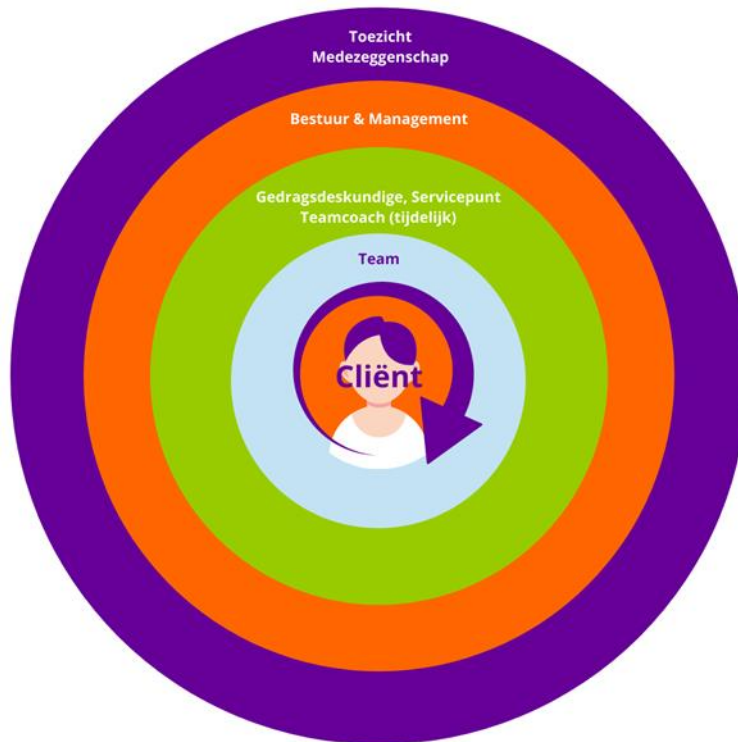 Toezicht
Medezeggenschap
Bestuur & Management
Gedragsdeskundige, Servicepunt
Teamcoach (tijdelijk)
Team
Cliënt